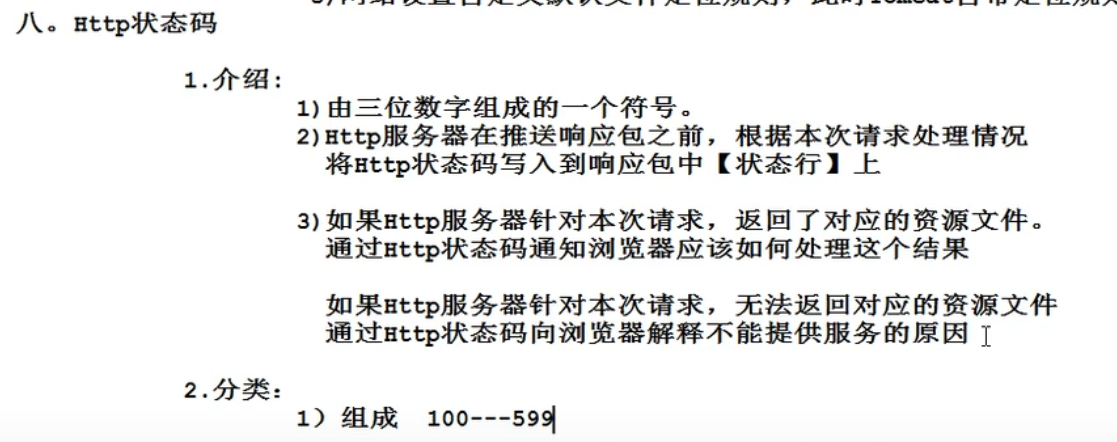 八。Http状态码
1.介绍:
1)由三位数字组成的一个符号。
2)Http服务器在推送响应包之前，根据本次请求处理情况
将Http状态码写入到响应包中【状态行】上
3)如果Http服务器针对本次请求，返回了对应的资源文件。
通过Http状态码通知浏览器应该如何处理这个结果
如果Http服务器针对本次请求，无法返回对应的资源文件
通过Http状态码向浏览器解释不能提供服务的原因
2.分类：
1）组成 100---599